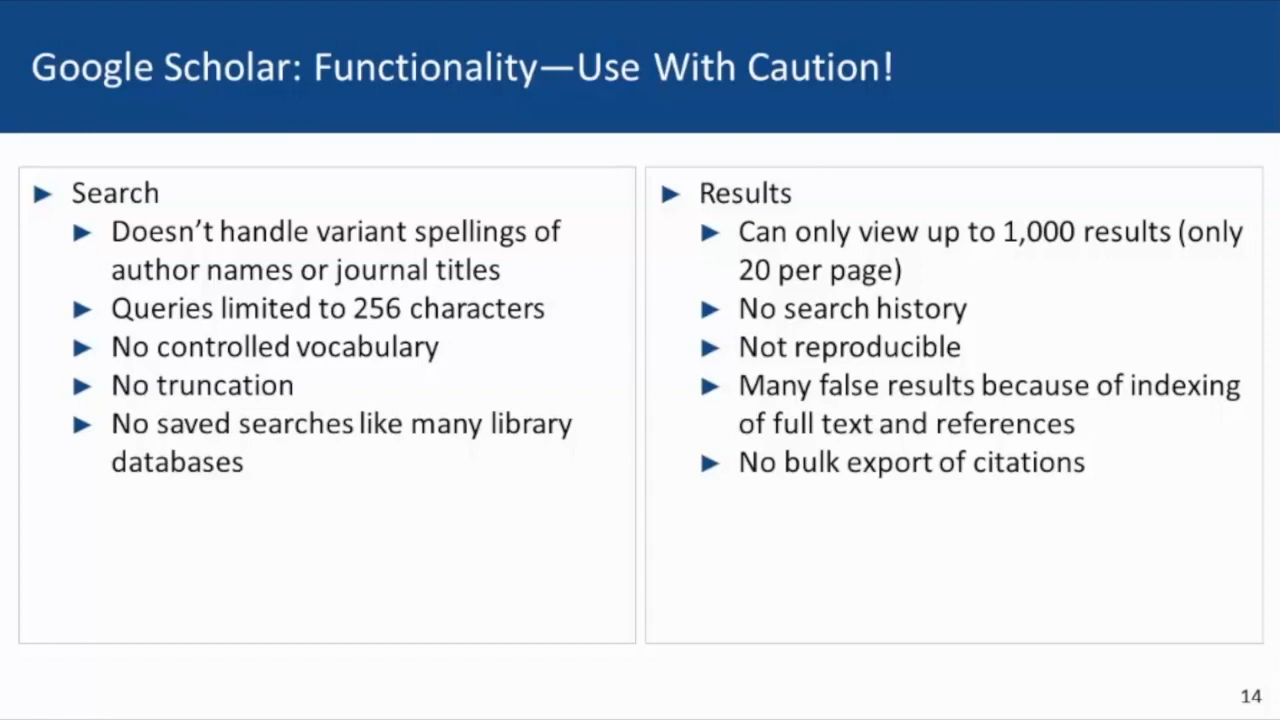 Google Scholar: Functionality—Use With Caution!
► Search
► Doesn't handle variant spellings of
author names or journal titles
► Queries limited to 256 characters
► No controlled vocabulary
► No truncation
► No saved searches like many library
databases
► Results
► Can only view up to 1,000 results (only
20 per page)
► No search history
► Not reproducible
► Many false results because of indexing
of full text and references
► No bulk export of citations
14